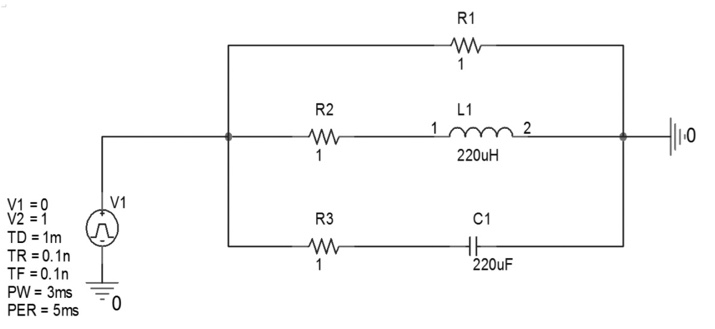 R1
1
R2
1
L1
1 2
220uH
0
V1
V1 = 0
V2 = 1
TD = 1m
TR = 0.1n
TF = 0.1n
PW = 3ms
PER = 5ms
0
R3
1
C1
220uF